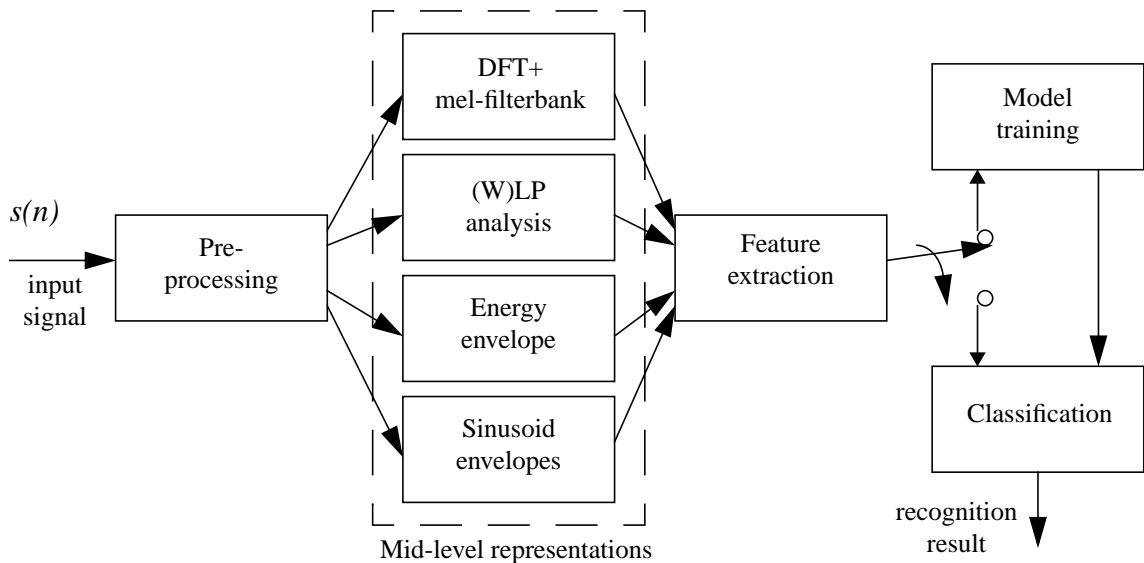 s(n)
input
signal
Pre-
processing
DFT+
mel-filterbank
(W)LP
analysis
Energy
envelope
Sinusoid
envelopes
Mid-level representations
Feature
extraction
Model
training
Classification
recognition
result